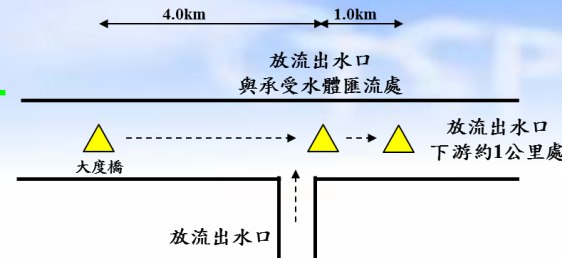 4.0km
1.0km
放流出水口
與承受水體匯流處
放流出水口
下游約1公里處
大度橋
放流出水口